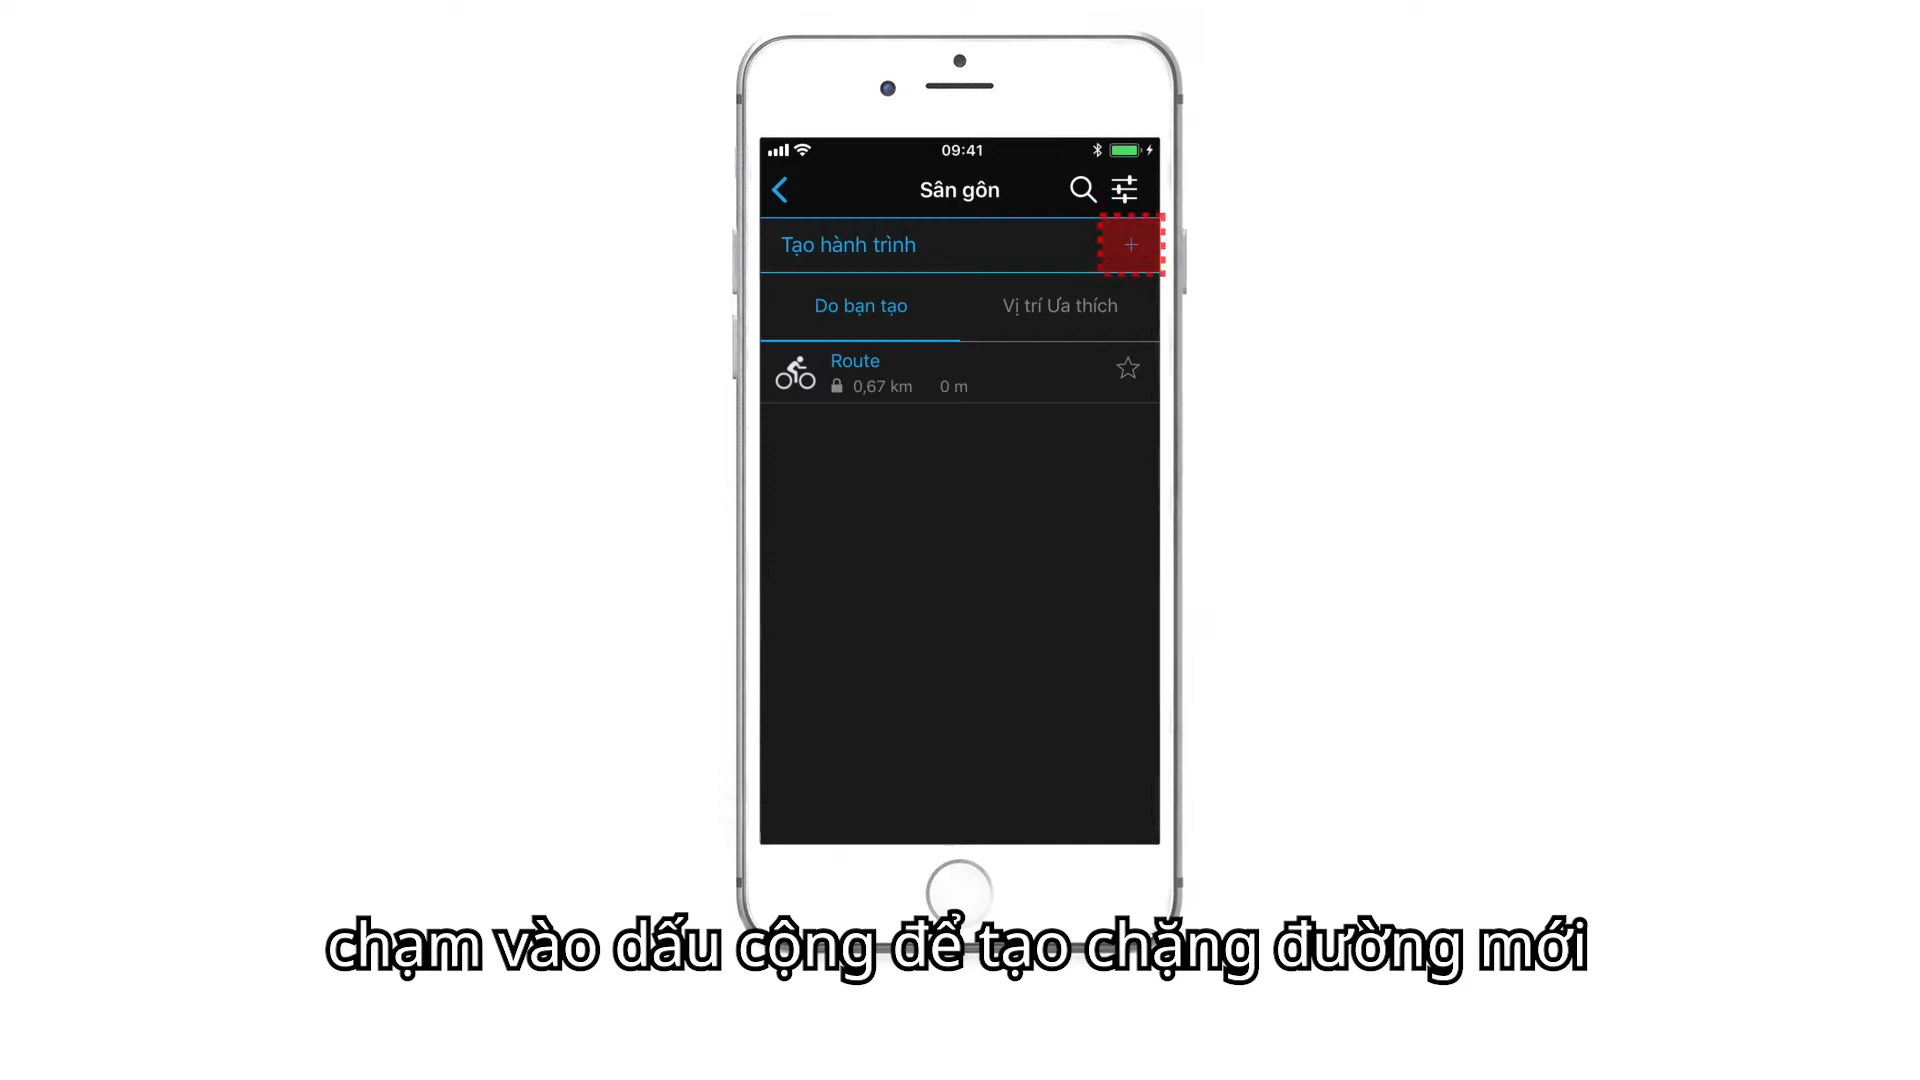 09:41
Sân gôn
Tạo hành trình +
Do bạn tạo Vị trí Ưa thích
Route
0,67 km 0 m
chạm vào dấu cộng để tạo chặng đường mới